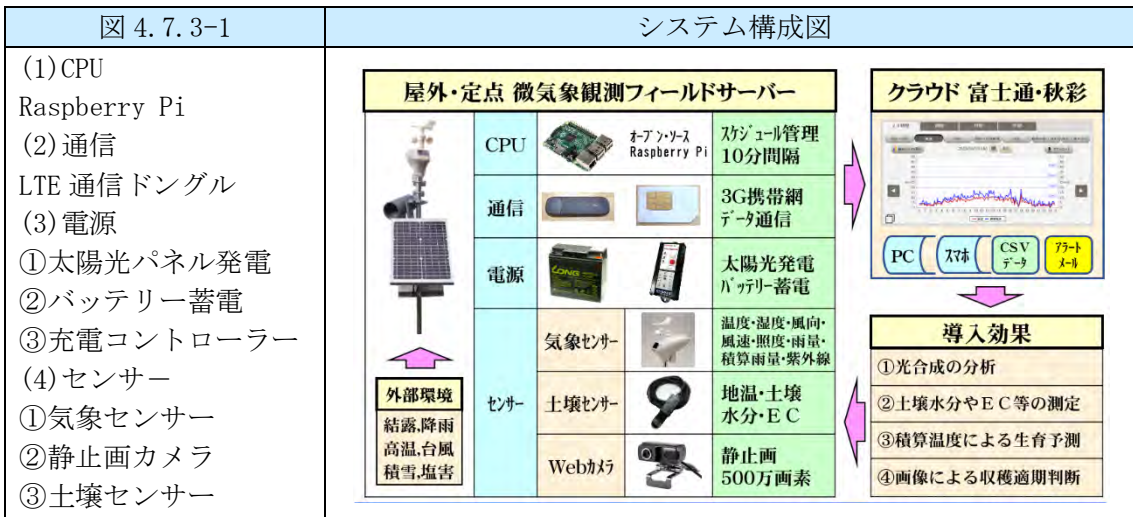 図 4.7.3-1
システム構成図
(1)CPU
Raspberry Pi
(2)通信
LTE 通信ドングル
(3)電源
①太陽光パネル発電
②バッテリー蓄電
③充電コントローラー
(4)センサー
①気象センサー
②静止画カメラ
③土壌センサー
屋外・定点 微気象観測フィールドサーバー
CPU
オープン・ソース
Raspberry Pi
スケジュール管理
10分間隔
通信
3G携帯網
データ通信
電源
LONG
太陽光発電
バッテリー蓄電
センサー
気象センサー
温度・湿度・風向・
風速・照度・雨量・
積算雨量・紫外線
土壌センサー
地温・土壌
水分・EC
Webカメラ
静止画
500万画素
外部環境
結露,降雨
高温,台風
積雪,塩害
クラウド 富士通・秋彩
PC
スマホ
CSV
データ
アラート
メール
導入効果
①光合成の分析
②土壌水分やEC等の測定
③積算温度による生育予測
④画像による収穫適期判断